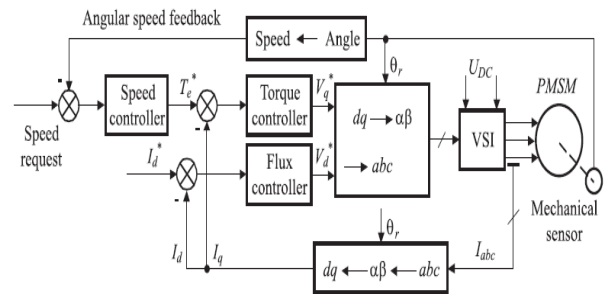 Angular speed feedback
Speed ← Angle
-
θr
UDC
PMSM
Speed
controller
Te*
Torque
controller
Vq*
dq → αβ
→ abc
VSI
Speed
request
-
Id*
Flux
controller
Vd*
-
Mechanical
sensor
θr
Id
Iq
dq ← αβ ← abc
Iabc